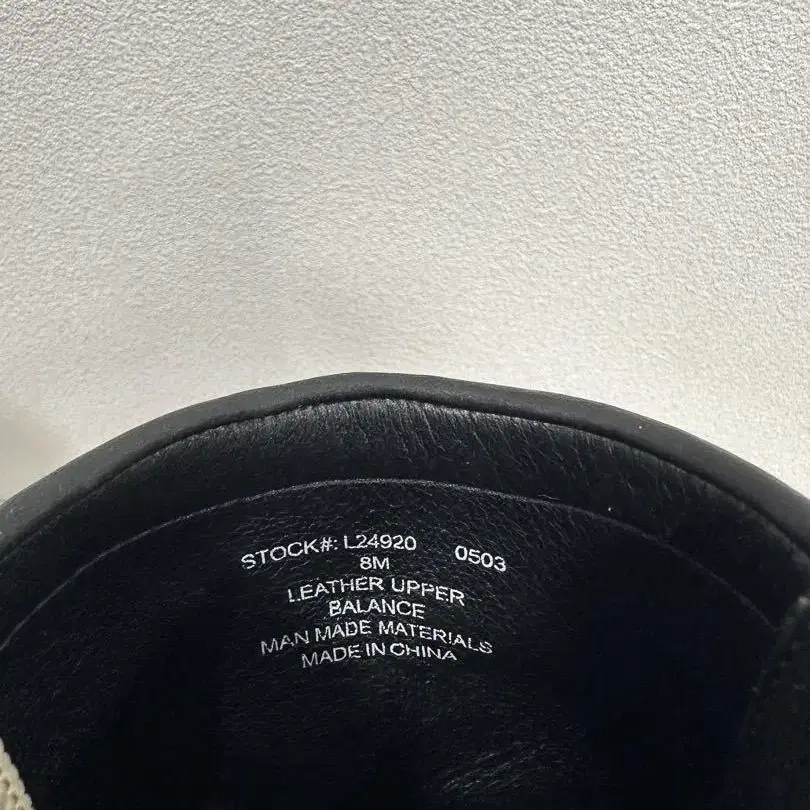 STOCK#: L24920 0503
8M
LEATHER UPPER
BALANCE
MAN MADE MATERIALS
MADE IN CHINA